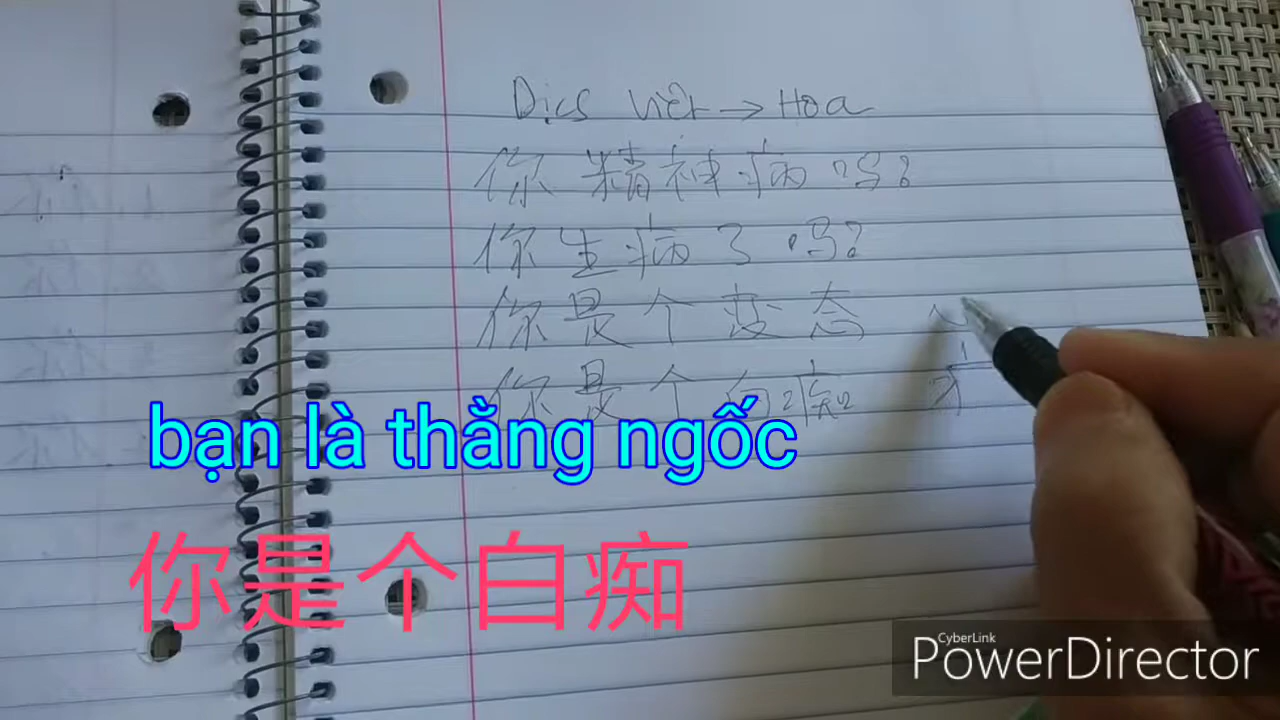 Dịch Việt → Hoa
你精神病吗?
你生病了吗?
你是个变态
你是个白痴
bạn là thằng ngốc
你是个白痴
CyberLink
PowerDirector